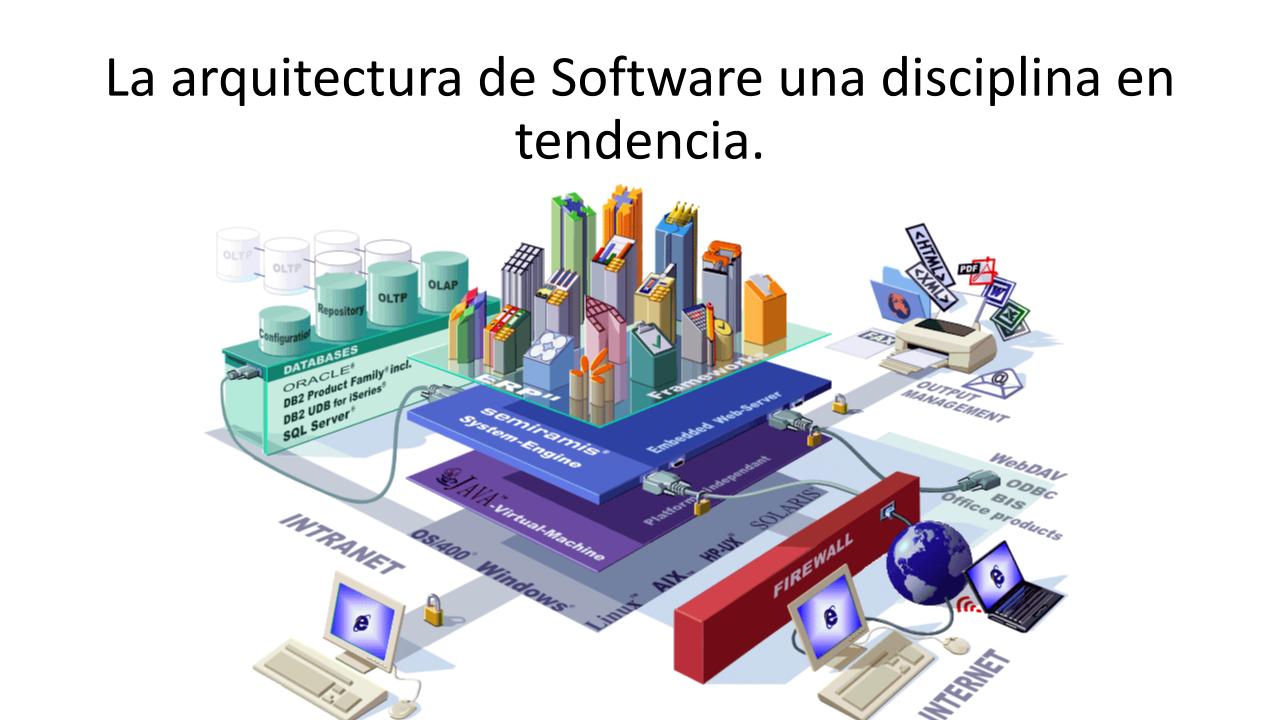 La arquitectura de Software una disciplina en
tendencia.
OLTP
OLTP
Configuration
Repository
OLTP
OLAP
DATABASES
ORACLE®
DB2 Product Family® incl.
DB2 UDB for iSeries®
SQL Server®
ERP II
Frameworks
semiramis®
System-Engine
Embedded Web-Server
JAVA™
-Virtual-Machine
Platform independant
OS/400®
Windows®
Linux™
AIX™
HP-UX®
SOLARIS™
<HTML>
<XML>
PDF
W
X
FAX
@
OUTPUT
MANAGEMENT
WebDAV
ODBC
BIS
Office products
INTRANET
FIREWALL
INTERNET